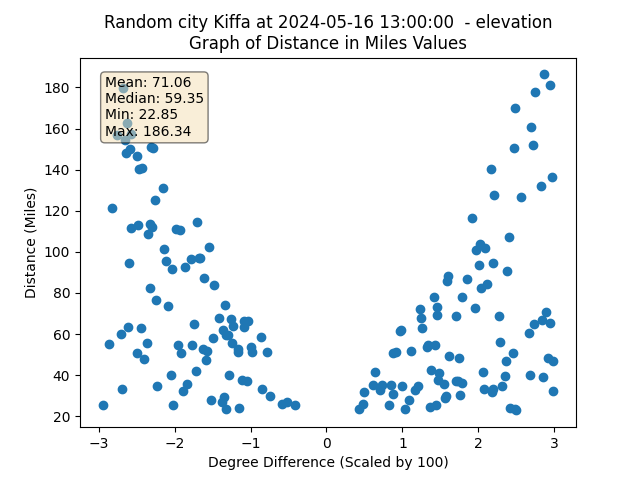 Random city Kiffa at 2024-05-16 13:00:00  - elevation
Graph of Distance in Miles Values
Mean: 71.06
Median: 59.35
Min: 22.85
Max: 186.34
180
160
140
120
100
80
60
40
20
Distance (Miles)
−3 −2 −1 0 1 2 3
Degree Difference (Scaled by 100)